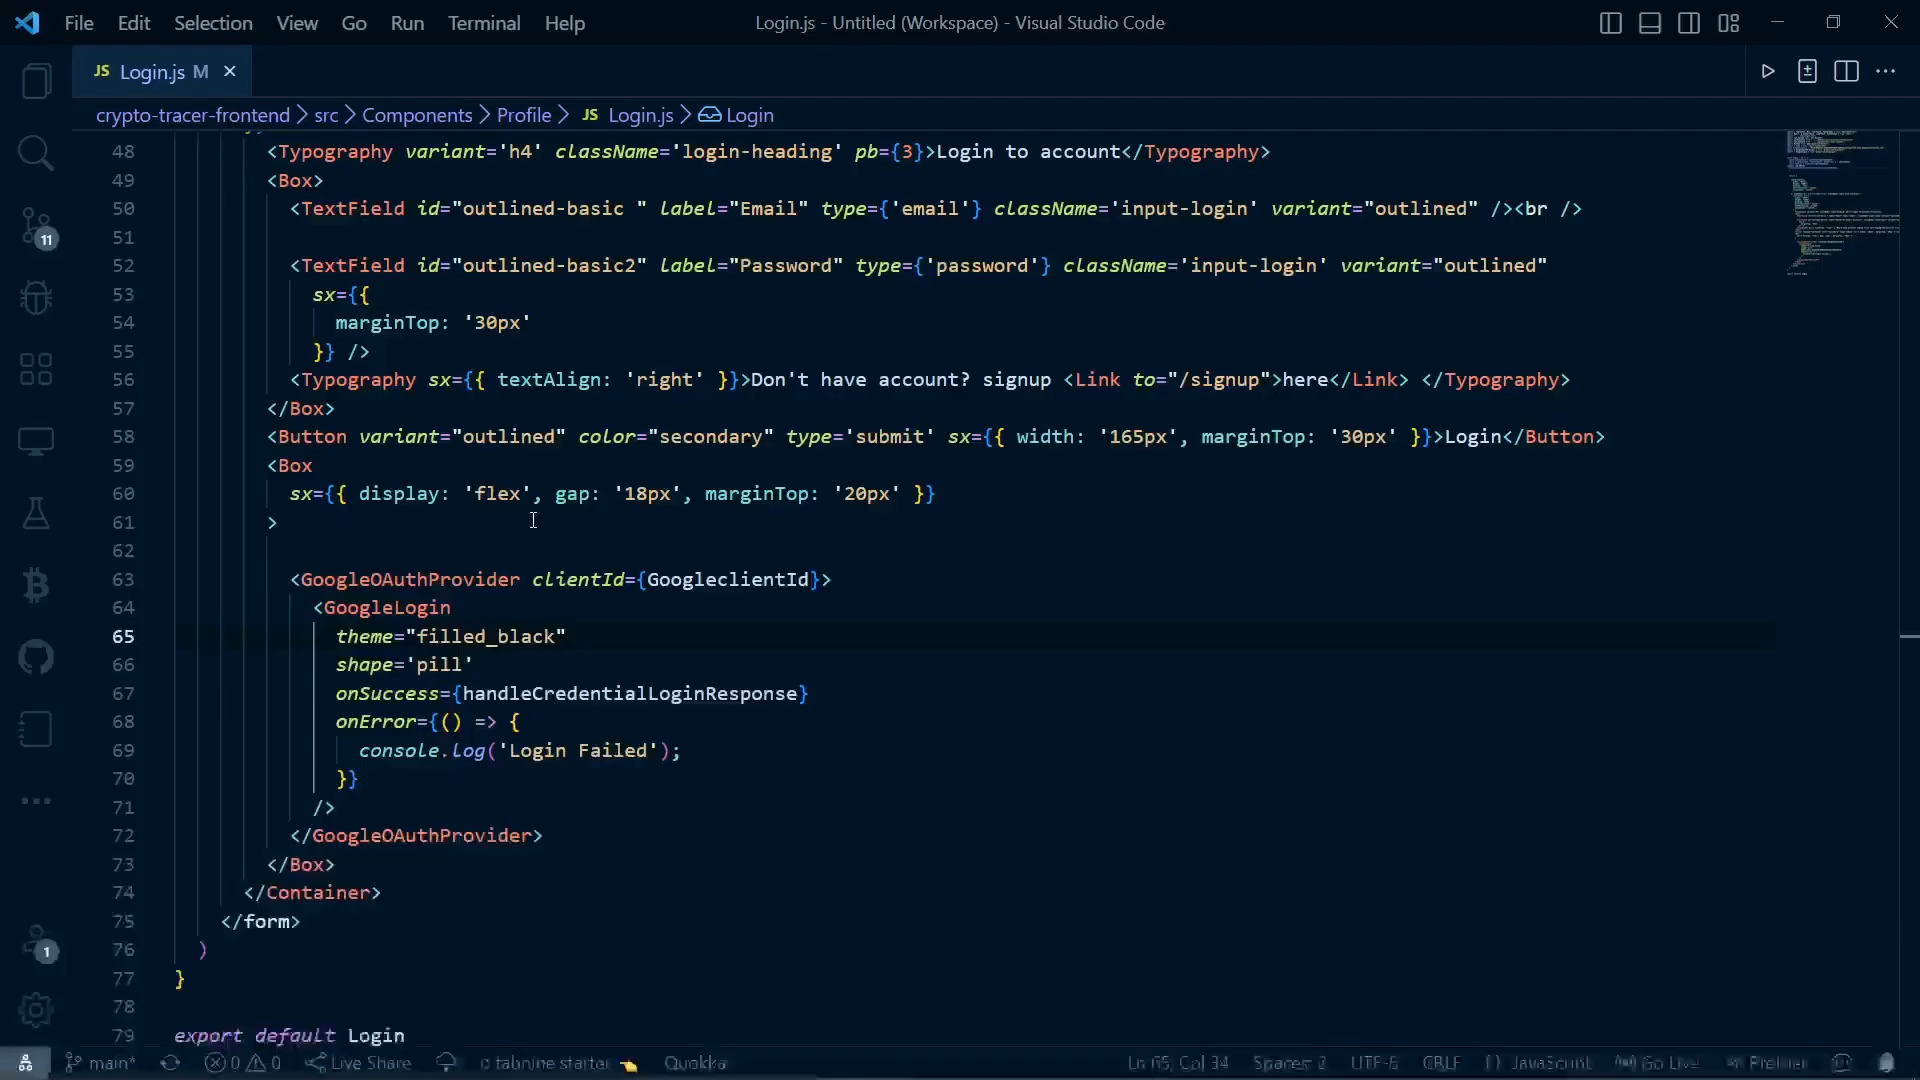 File Edit Selection View Go Run Terminal Help Login.js - Untitled (Workspace) - Visual Studio Code
JS Login.js M
crypto-tracer-frontend > src > Components > Profile > JS Login.js > Login
48 <Typography variant='h4' className='login-heading' pb={3}>Login to account</Typography>
49 <Box>
50 <TextField id="outlined-basic " label="Email" type={'email'} className='input-login' variant="outlined" /><br />
51
52 <TextField id="outlined-basic2" label="Password" type={'password'} className='input-login' variant="outlined"
53 sx={{
54 marginTop: '30px'
55 }} />
56 <Typography sx={{ textAlign: 'right' }}>Don't have account? signup <Link to="/signup">here</Link> </Typography>
57 </Box>
58 <Button variant="outlined" color="secondary" type='submit' sx={{ width: '165px', marginTop: '30px' }}>Login</Button>
59 <Box
60 sx={{ display: 'flex', gap: '18px', marginTop: '20px' }}
61 >
62
63 <GoogleOAuthProvider clientId={GoogleclientId}>
64 <GoogleLogin
65 theme="filled_black"
66 shape='pill'
67 onSuccess={handleCredentialLoginResponse}
68 onError={() => {
69 console.log('Login Failed');
70 }}
71 />
72 </GoogleOAuthProvider>
73 </Box>
74 </Container>
75 </form>
76 )
77 }
78
79 export default Login
11
1
main* 0 0 Live Share tabnine starter Quokka Ln 65, Col 34 Spaces: 2 UTF-8 CRLF { } JavaScript Go Live Prettier